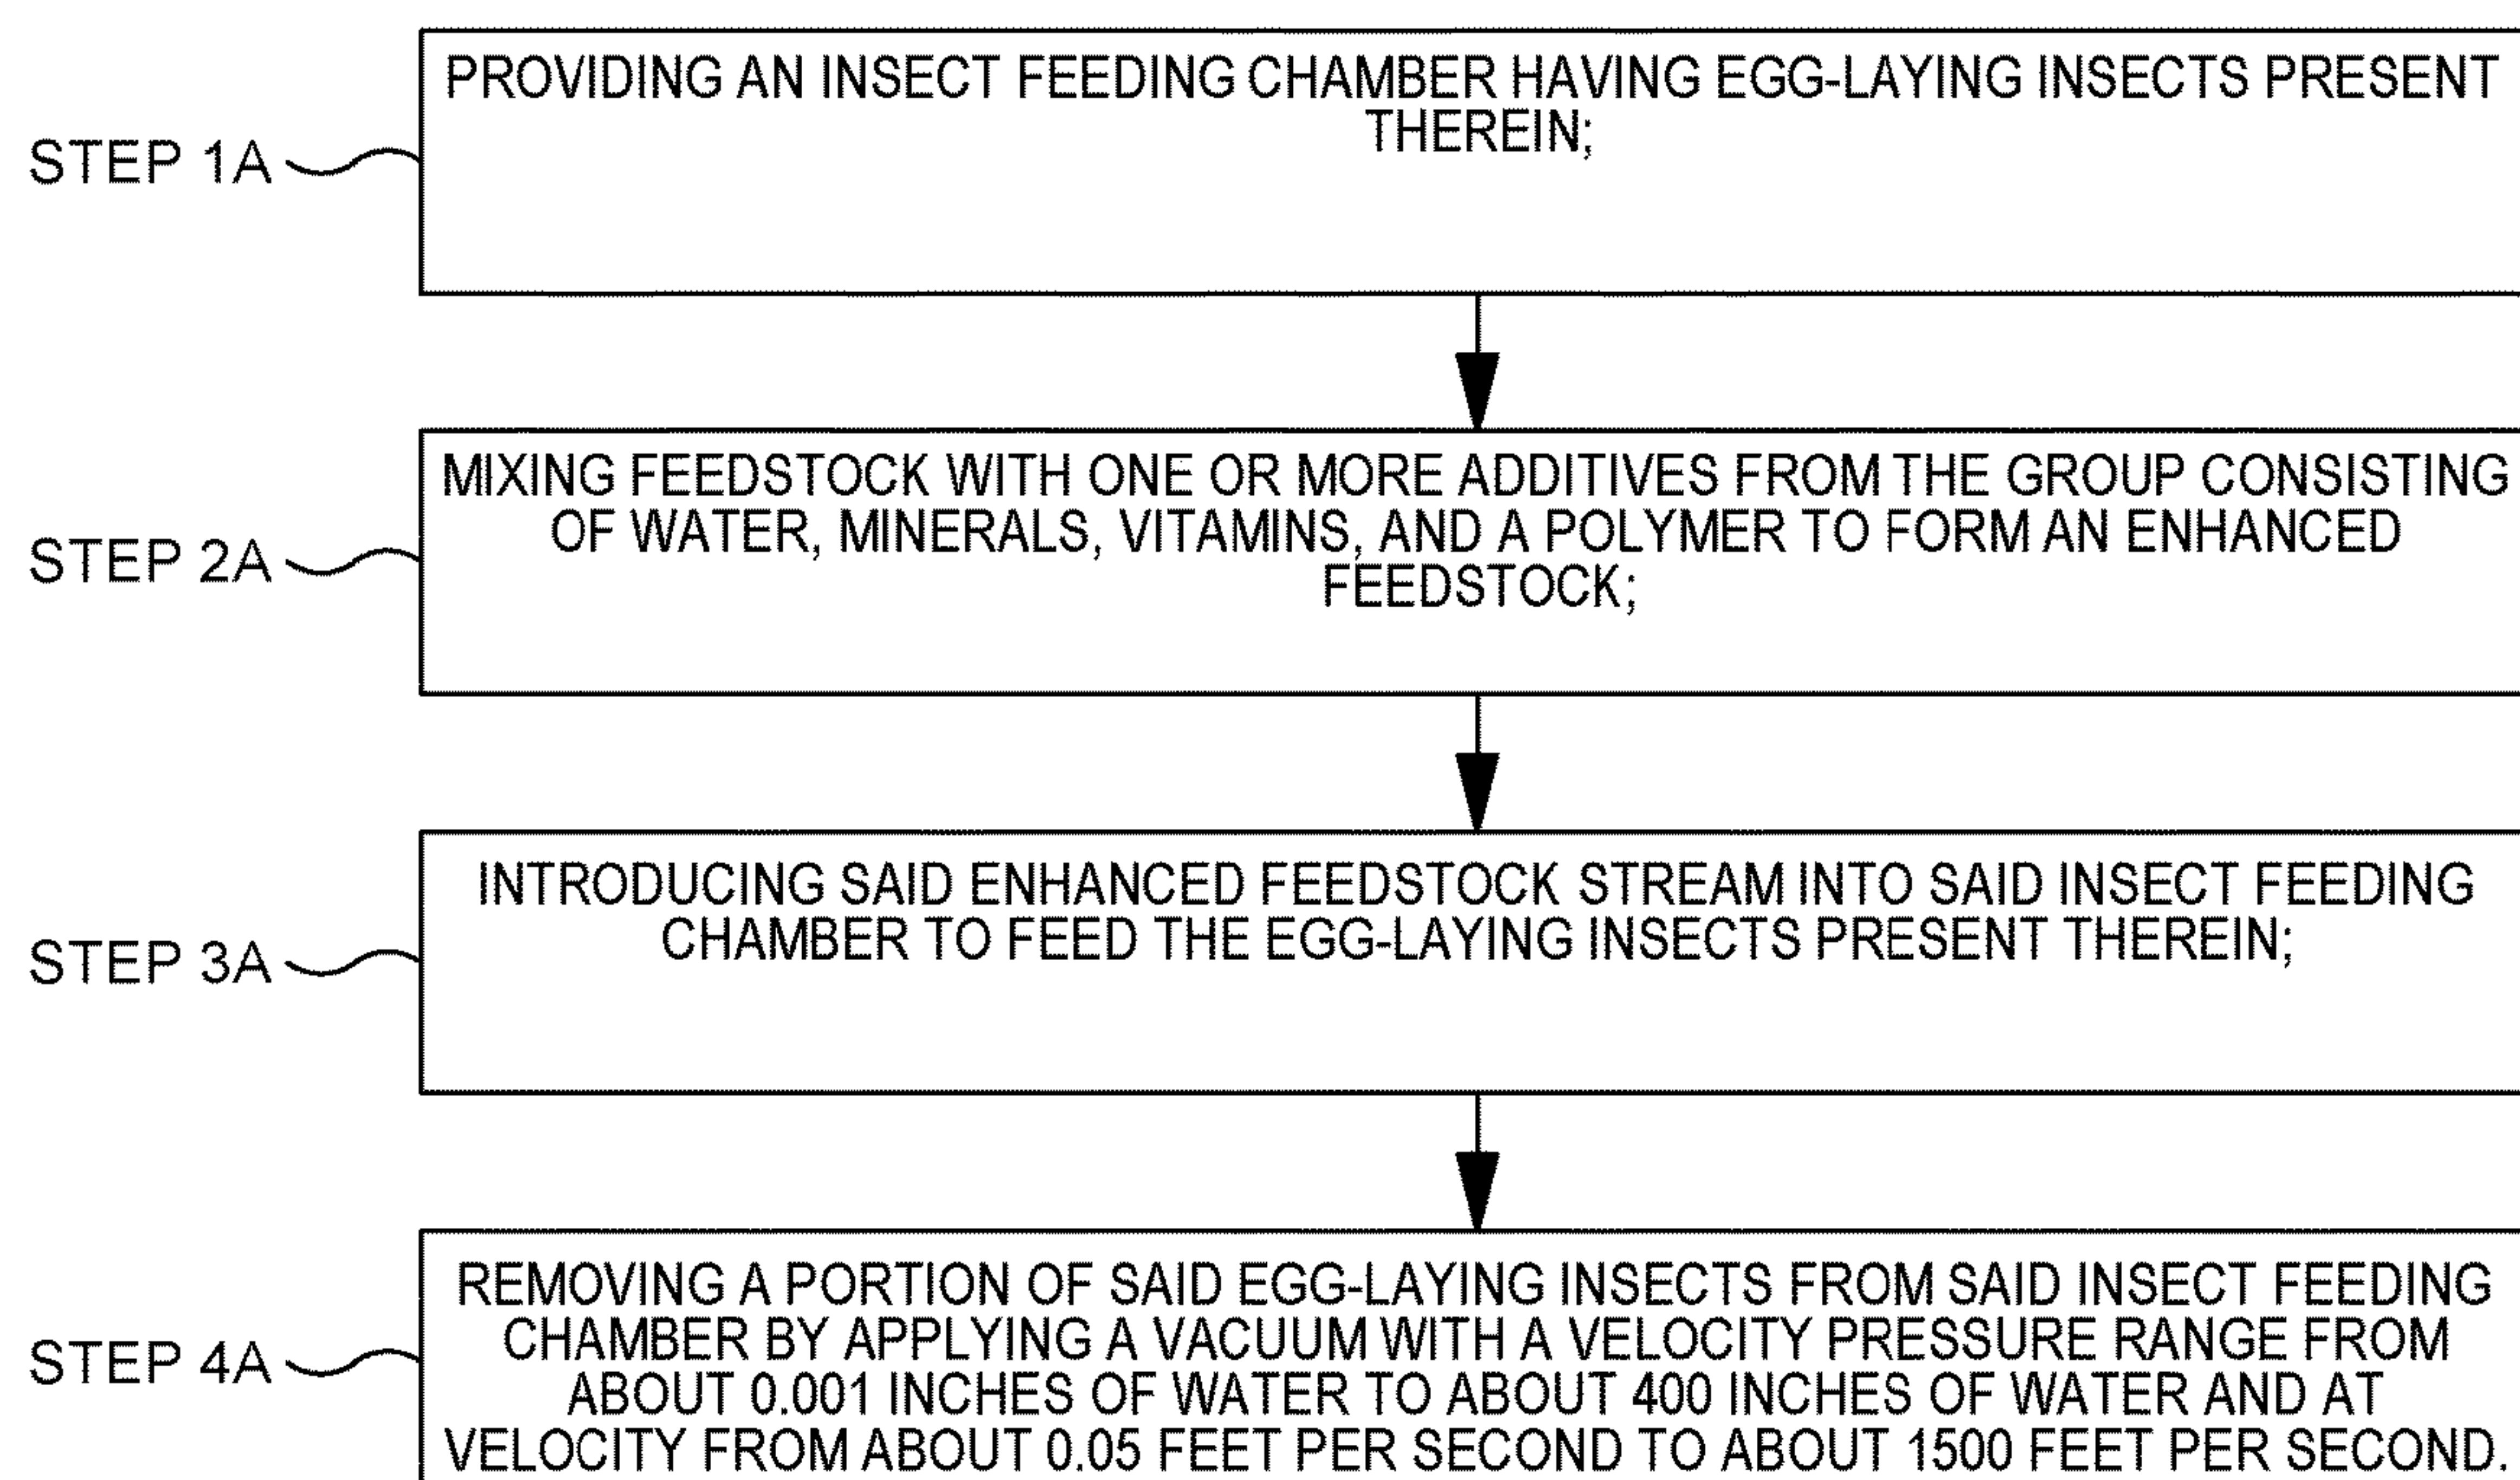 PROVIDING AN INSECT FEEDING CHAMBER HAVING EGG-LAYING INSECTS PRESENT
THEREIN;
STEP 1A
MIXING FEEDSTOCK WITH ONE OR MORE ADDITIVES FROM THE GROUP CONSISTING
OF WATER, MINERALS, VITAMINS, AND A POLYMER TO FORM AN ENHANCED
FEEDSTOCK;
STEP 2A
INTRODUCING SAID ENHANCED FEEDSTOCK STREAM INTO SAID INSECT FEEDING
CHAMBER TO FEED THE EGG-LAYING INSECTS PRESENT THEREIN;
STEP 3A
REMOVING A PORTION OF SAID EGG-LAYING INSECTS FROM SAID INSECT FEEDING
CHAMBER BY APPLYING A VACUUM WITH A VELOCITY PRESSURE RANGE FROM
ABOUT 0.001 INCHES OF WATER TO ABOUT 400 INCHES OF WATER AND AT
VELOCITY FROM ABOUT 0.05 FEET PER SECOND TO ABOUT 1500 FEET PER SECOND.
STEP 4A